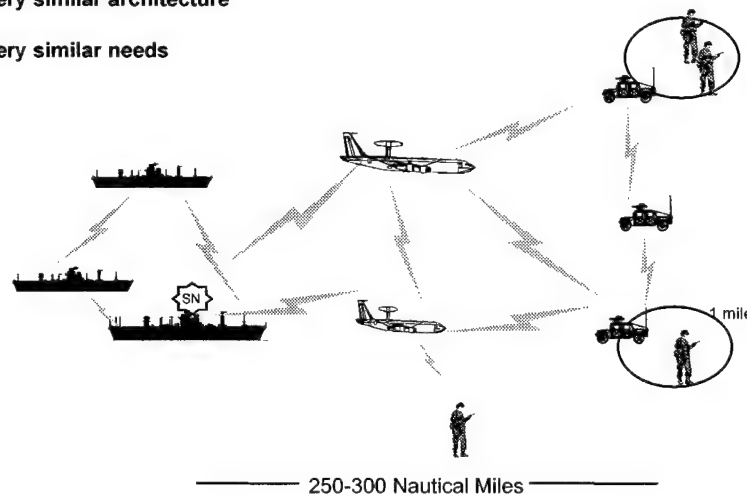 ery similar architecture
ery similar needs
SN
1 mile
250-300 Nautical Miles